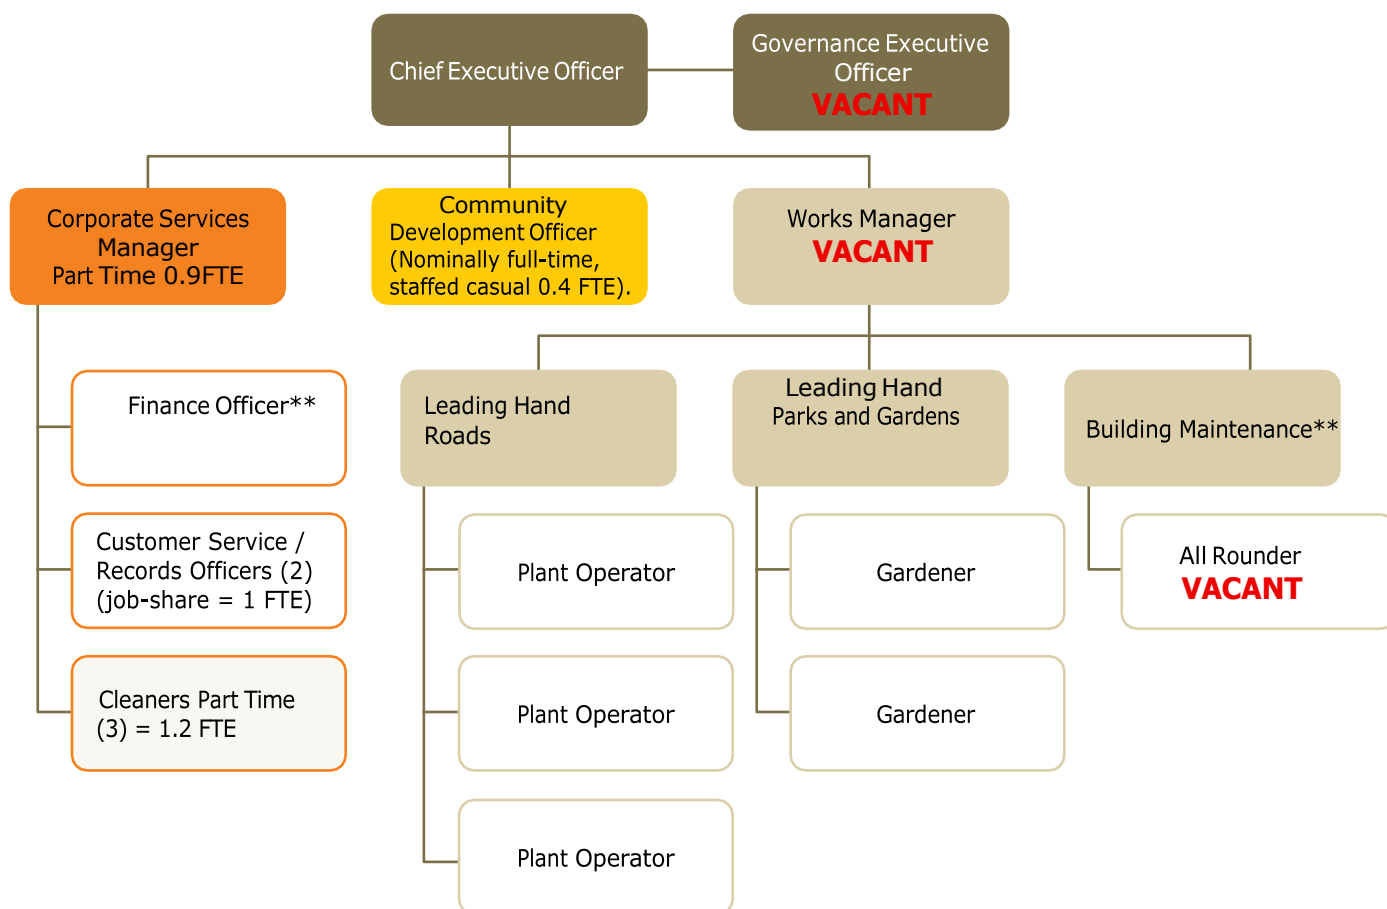 Chief Executive Officer
Governance Executive
Officer
VACANT
Corporate Services
Manager
Part Time 0.9FTE
Community
Development Officer
(Nominally full-time,
staffed casual 0.4 FTE).
Works Manager
VACANT
Finance Officer**
Customer Service /
Records Officers (2)
(job-share = 1 FTE)
Cleaners Part Time
(3) = 1.2 FTE
Leading Hand
Roads
Plant Operator
Plant Operator
Plant Operator
Leading Hand
Parks and Gardens
Gardener
Gardener
Building Maintenance**
All Rounder
VACANT